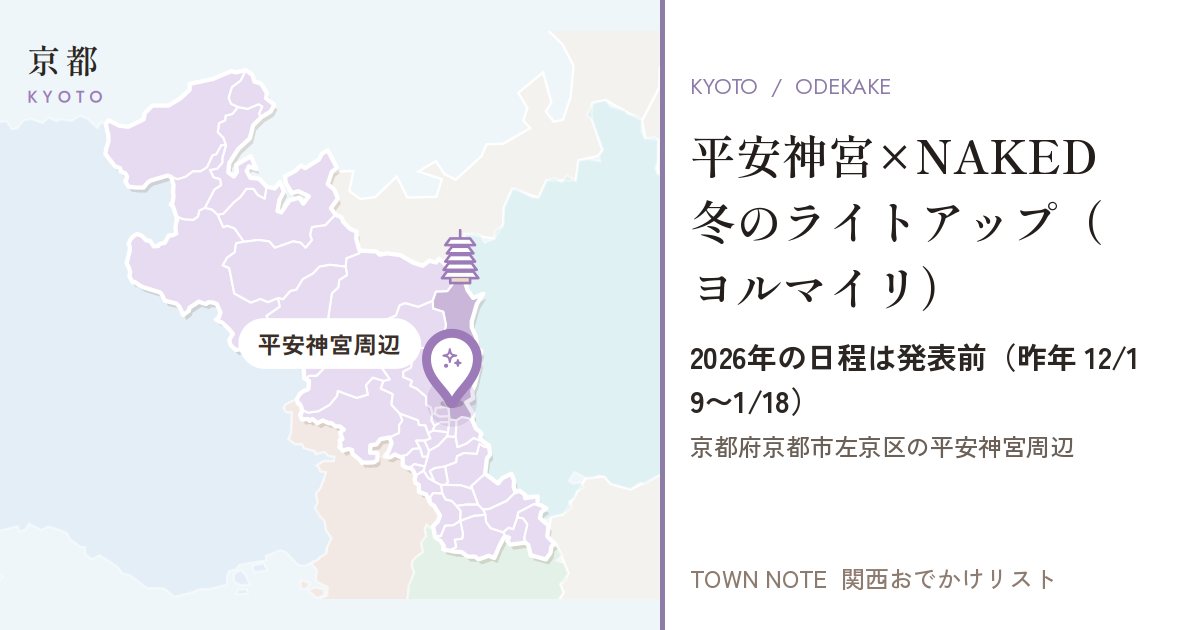 京都
KYOTO
平安神宮周辺
KYOTO / ODEKAKE
平安神宮×NAKED
冬のライトアップ（
ヨルマイリ）
2026年の日程は発表前（昨年 12/1
9〜1/18）
京都府京都市左京区の平安神宮周辺
TOWN NOTE 関西おでかけリスト